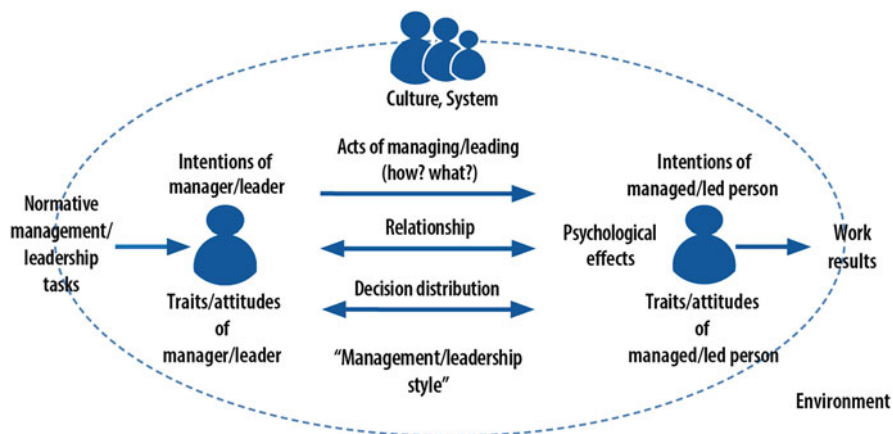 Culture, System
Acts of managing/leading
(how? what?)
Intentions of
manager/leader
Intentions of
managed/led person
Normative
management/
leadership
tasks
Relationship
Psychological
effects
Work
results
Decision distribution
Traits/attitudes
of
manager/leader
Traits/attitudes
of
managed/led person
“Management/leadership
style”
Environment